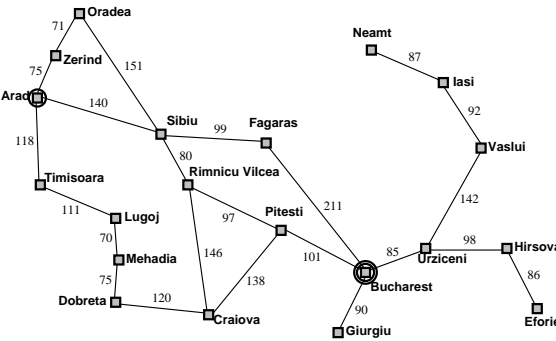 Oradea
71
Neamt
Zerind
87
75
151
Iasi
Arad
140
92
Sibiu
Fagaras
99
118
Vaslui
80
Timisoara
Rimnicu Vilcea
111
211
142
Lugoj
97
Pitesti
70
98
Hirsova
146
85
101
Urziceni
Mehadia
138
86
75
Bucharest
120
90
Dobreta
Craiova
Eforie
Giurgiu